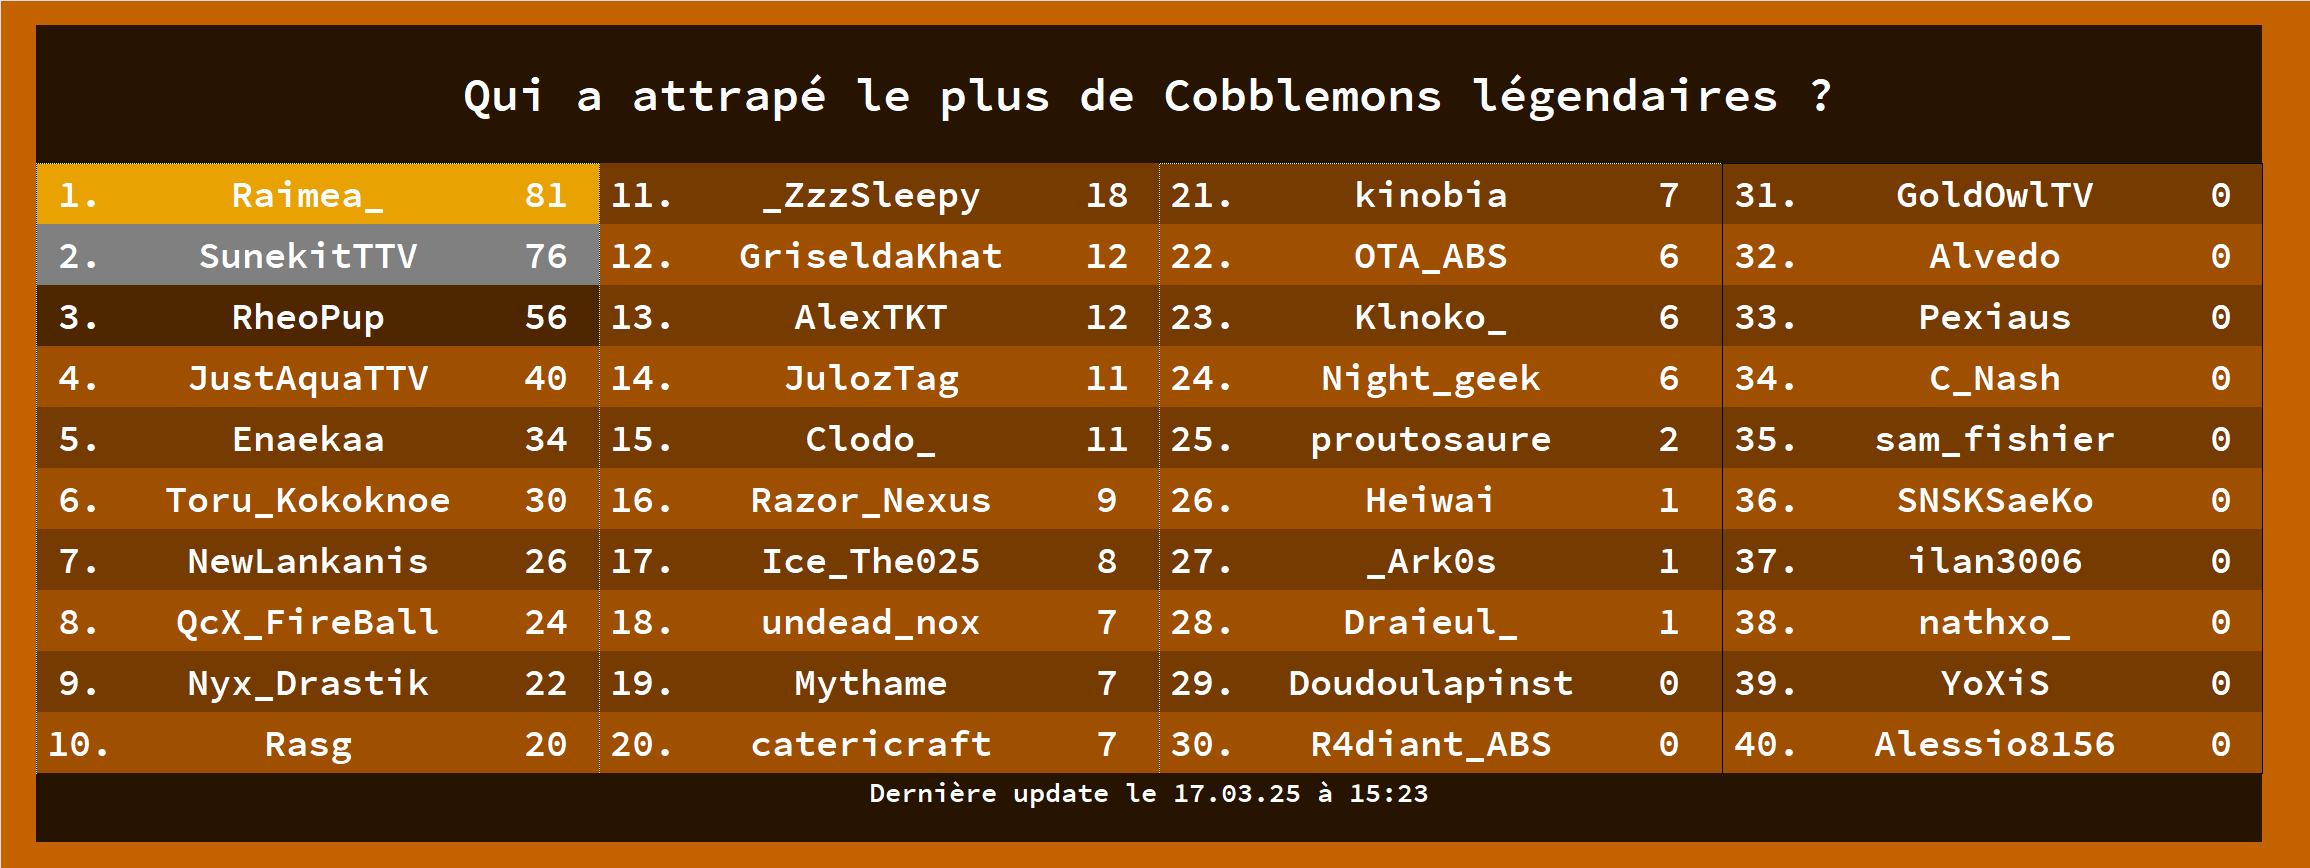 Qui a attrapé le plus de Cobblemons légendaires ?
1. Raimea_ 81
2. SunekitTTV 76
3. RheoPup 56
4. JustAquaTTV 40
5. Enaekaa 34
6. Toru_Kokoknoe 30
7. NewLankanis 26
8. QcX_FireBall 24
9. Nyx_Drastik 22
10. Rasg 20
11. _ZzzSleepy 18
12. GriseldaKhat 12
13. AlexTKT 12
14. JulozTag 11
15. Clodo_ 11
16. Razor_Nexus 9
17. Ice_The025 8
18. undead_nox 7
19. Mythame 7
20. catericraft 7
21. kinobia 7
22. OTA_ABS 6
23. Klnoko_ 6
24. Night_geek 6
25. proutosaure 2
26. Heiwai 1
27. _Ark0s 1
28. Draieul_ 1
29. Doudoulapinst 0
30. R4diant_ABS 0
31. GoldOwlTV 0
32. Alvedo 0
33. Pexiaus 0
34. C_Nash 0
35. sam_fishier 0
36. SNSKSaeKo 0
37. ilan3006 0
38. nathxo_ 0
39. YoXiS 0
40. Alessio8156 0
Dernière update le 17.03.25 à 15:23